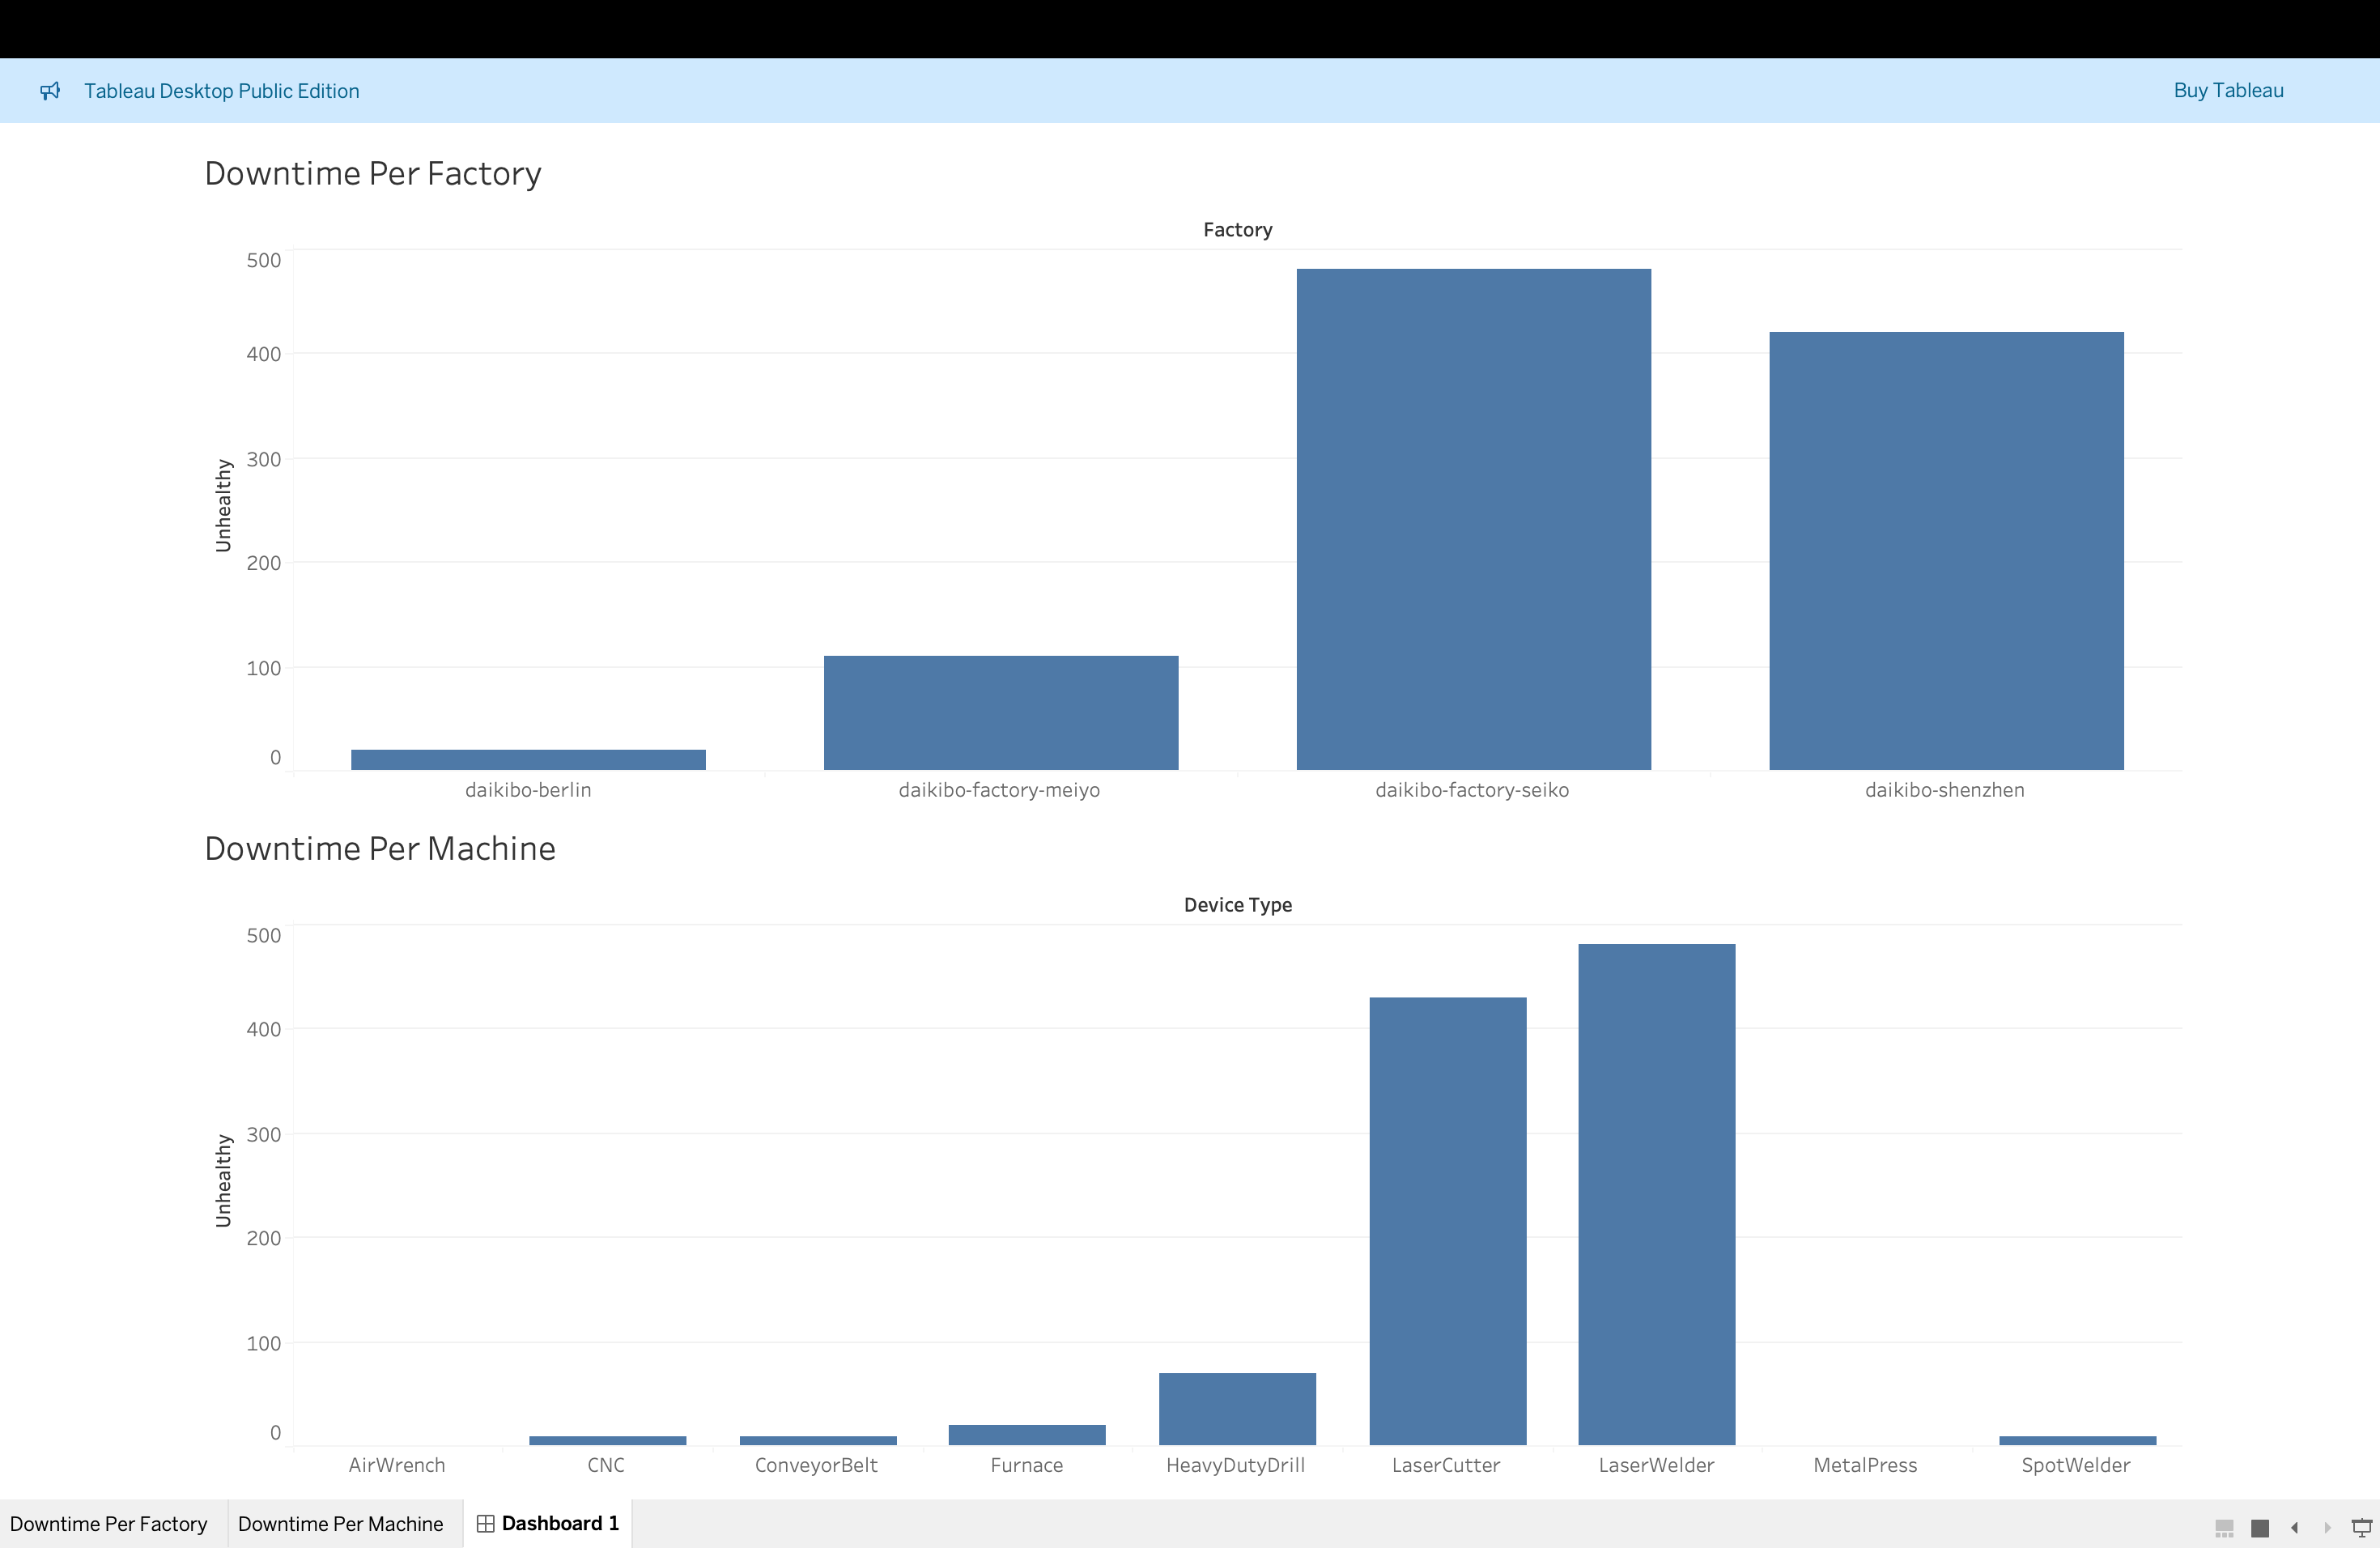 Tableau Desktop Public Edition
Buy Tableau
Downtime Per Factory
Factory
Unhealthy
500
400
300
200
100
0
daikibo-berlin
daikibo-factory-meiyo
daikibo-factory-seiko
daikibo-shenzhen
Downtime Per Machine
Device Type
Unhealthy
500
400
300
200
100
0
AirWrench
CNC
ConveyorBelt
Furnace
HeavyDutyDrill
LaserCutter
LaserWelder
MetalPress
SpotWelder
Downtime Per Factory
Downtime Per Machine
Dashboard 1